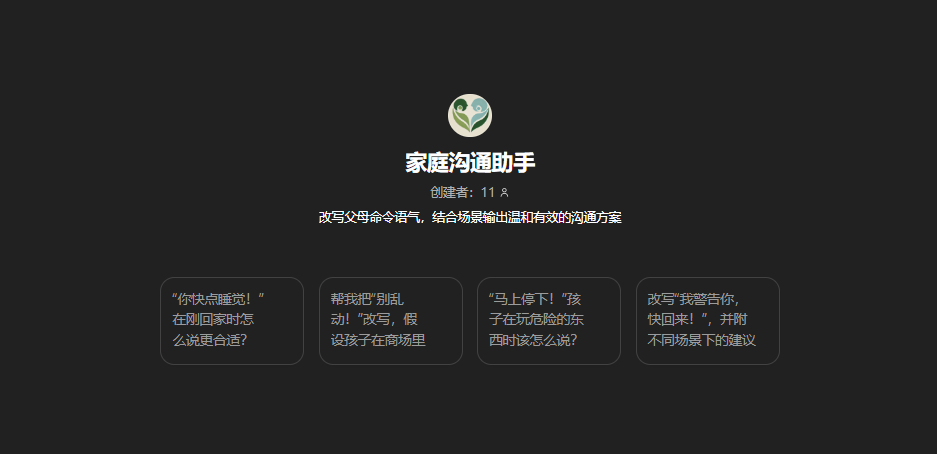 家庭沟通助手
创建者：11
改写父母命令语气，结合场景输出温和有效的沟通方案
“你快点睡觉！”
在刚回家时怎
么说更合适？
帮我把“别乱
动！”改写，假
设孩子在商场里
“马上停下！”孩
子在玩危险的东
西时该怎么说？
改写“我警告你，
快回来！”，并附
不同场景下的建议